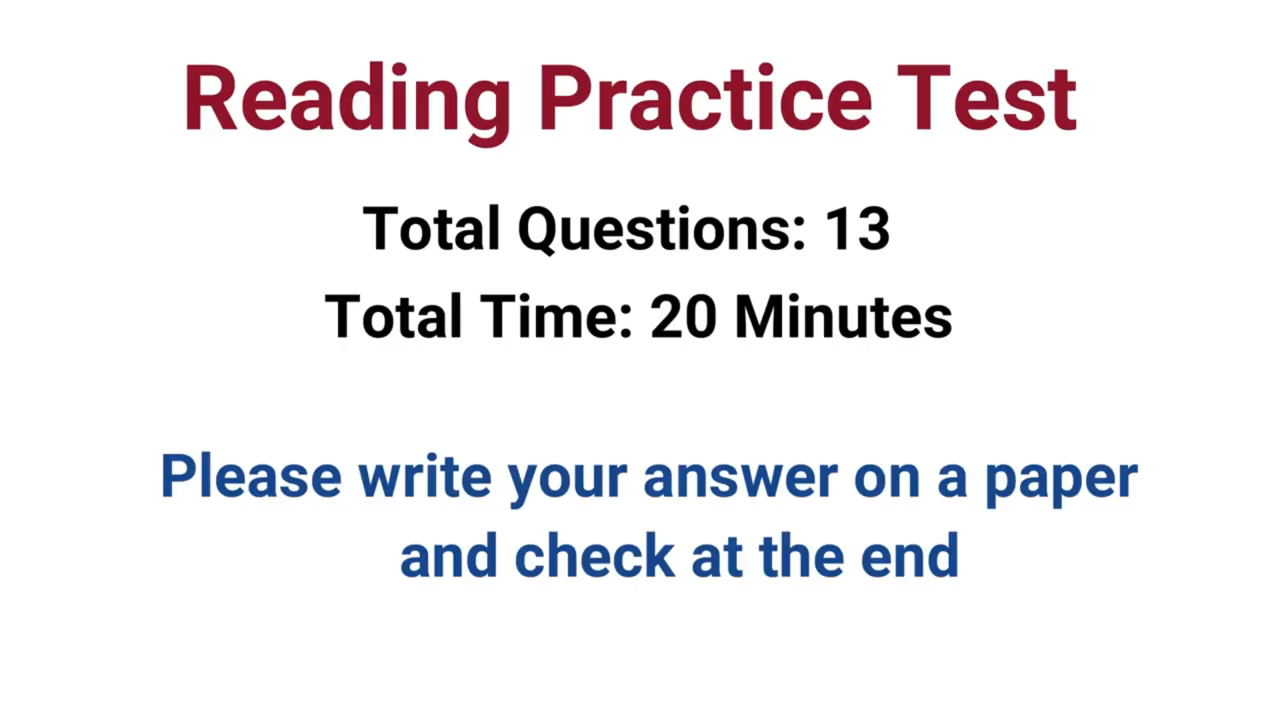 Reading Practice Test
Total Questions: 13
Total Time: 20 Minutes
Please write your answer on a paper
and check at the end